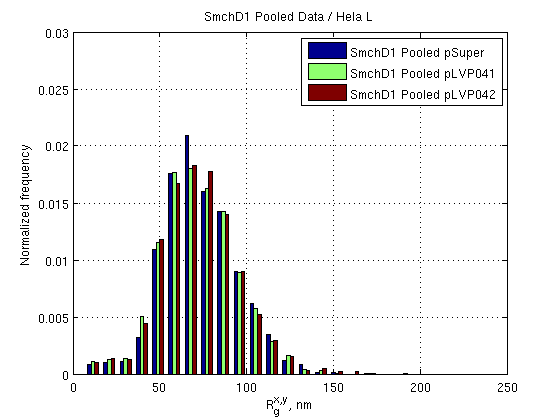 SmchD1 Pooled Data / Hela L
0.03
0.025
0.02
0.015
0.01
0.005
0
Normalized frequency
SmchD1 Pooled pSuper
SmchD1 Pooled pLVP041
SmchD1 Pooled pLVP042
0 50 100 150 200 250
R_g^x,y, nm